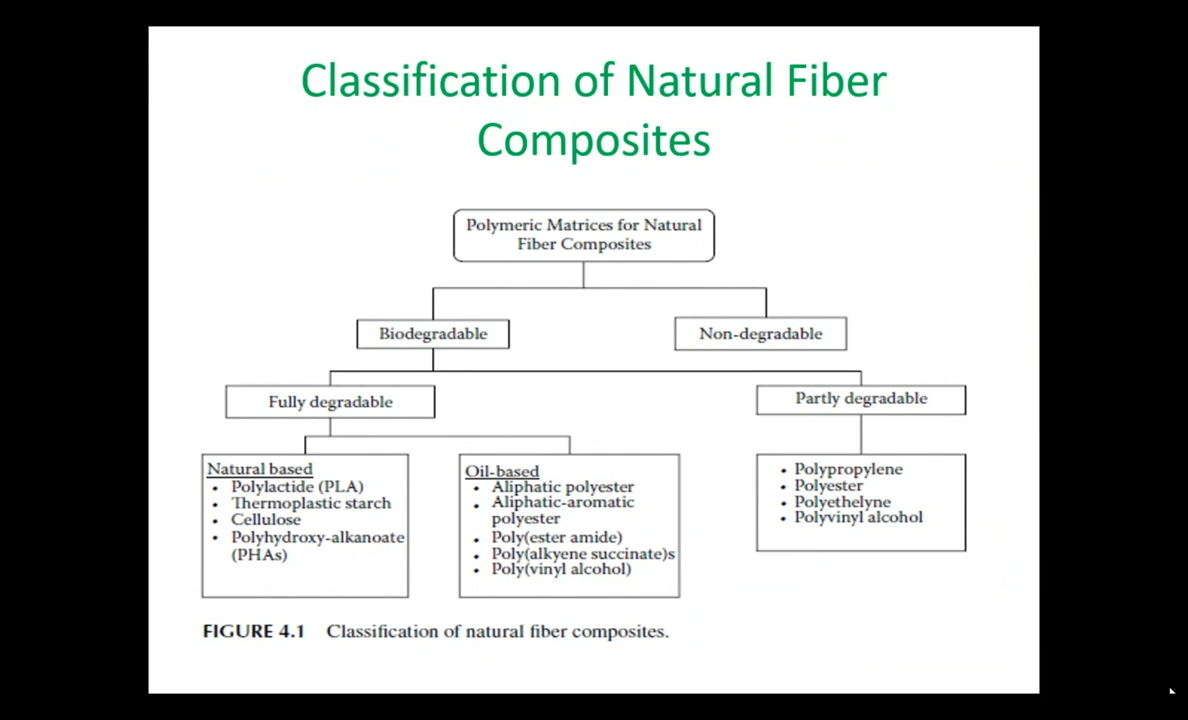 Classification of Natural Fiber
Composites
Polymeric Matrices for Natural
Fiber Composites
Biodegradable
Non-degradable
Fully degradable
Partly degradable
Natural based
• Polylactide (PLA)
• Thermoplastic starch
• Cellulose
• Polyhydroxy-alkanoate
(PHAs)
Oil-based
• Aliphatic polyester
• Aliphatic-aromatic
polyester
• Poly(ester amide)
• Poly(alkyene succinate)s
• Poly(vinyl alcohol)
• Polypropylene
• Polyester
• Polyethelyne
• Polyvinyl alcohol
FIGURE 4.1 Classification of natural fiber composites.